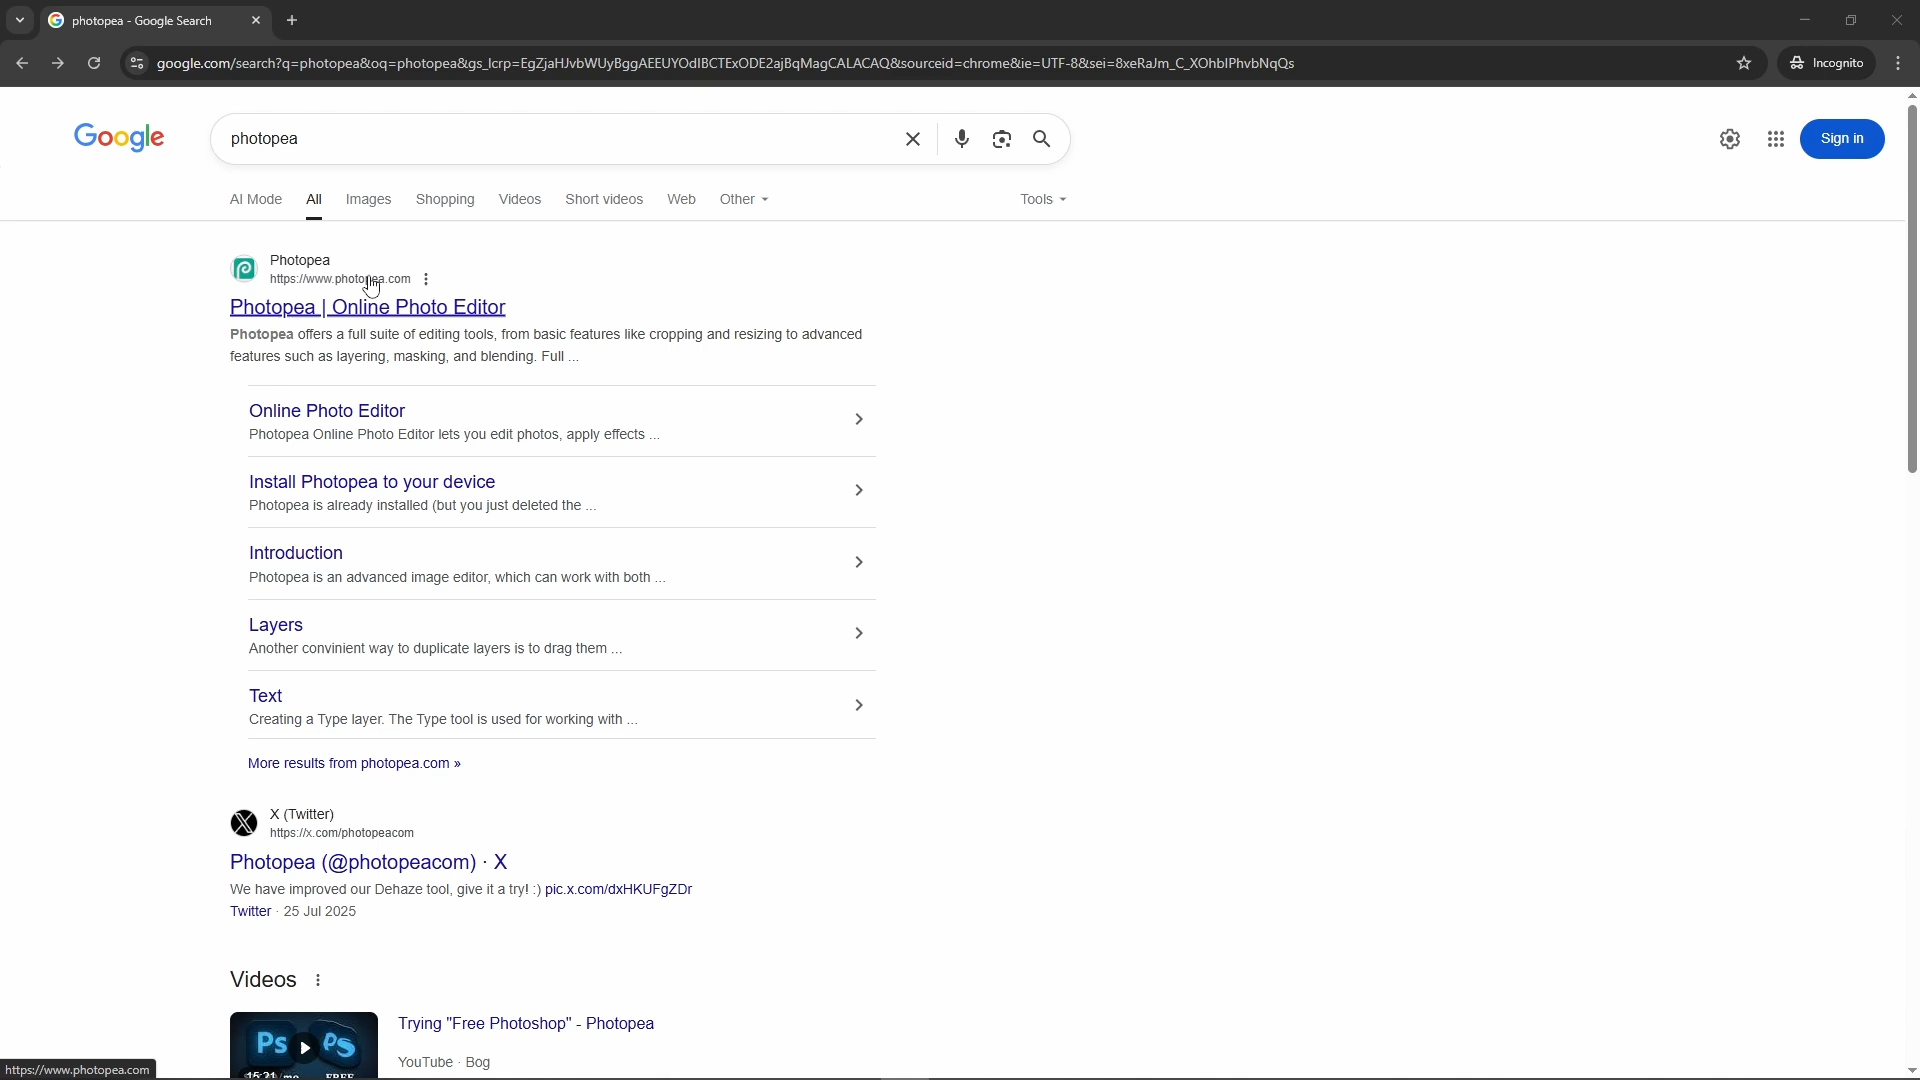 photopea - Google Search
google.com/search?q=photopea&oq=photopea&gs_lcrp=EgZjaHJvbWUyBggAEEUYOdIBCTExODE2ajBqMagCALACAQ&sourceid=chrome&ie=UTF-8&sei=8xeRaJm_C_XOhbIPhvbNqQs
Incognito
Google
photopea
Sign in
AI Mode
All
Images
Shopping
Videos
Short videos
Web
Other
Tools
Photopea
https://www.photopea.com
Photopea | Online Photo Editor
Photopea offers a full suite of editing tools, from basic features like cropping and resizing to advanced
features such as layering, masking, and blending. Full ...
Online Photo Editor
Photopea Online Photo Editor lets you edit photos, apply effects ...
Install Photopea to your device
Photopea is already installed (but you just deleted the ...
Introduction
Photopea is an advanced image editor, which can work with both ...
Layers
Another convinient way to duplicate layers is to drag them ...
Text
Creating a Type layer. The Type tool is used for working with ...
More results from photopea.com »
X (Twitter)
https://x.com/photopeacom
Photopea (@photopeacom) · X
We have improved our Dehaze tool, give it a try! :) pic.x.com/dxHKUFgZDr
Twitter · 25 Jul 2025
Videos
Ps
Trying "Free Photoshop" - Photopea
YouTube · Bog
15:21
FREE
https://www.photopea.com